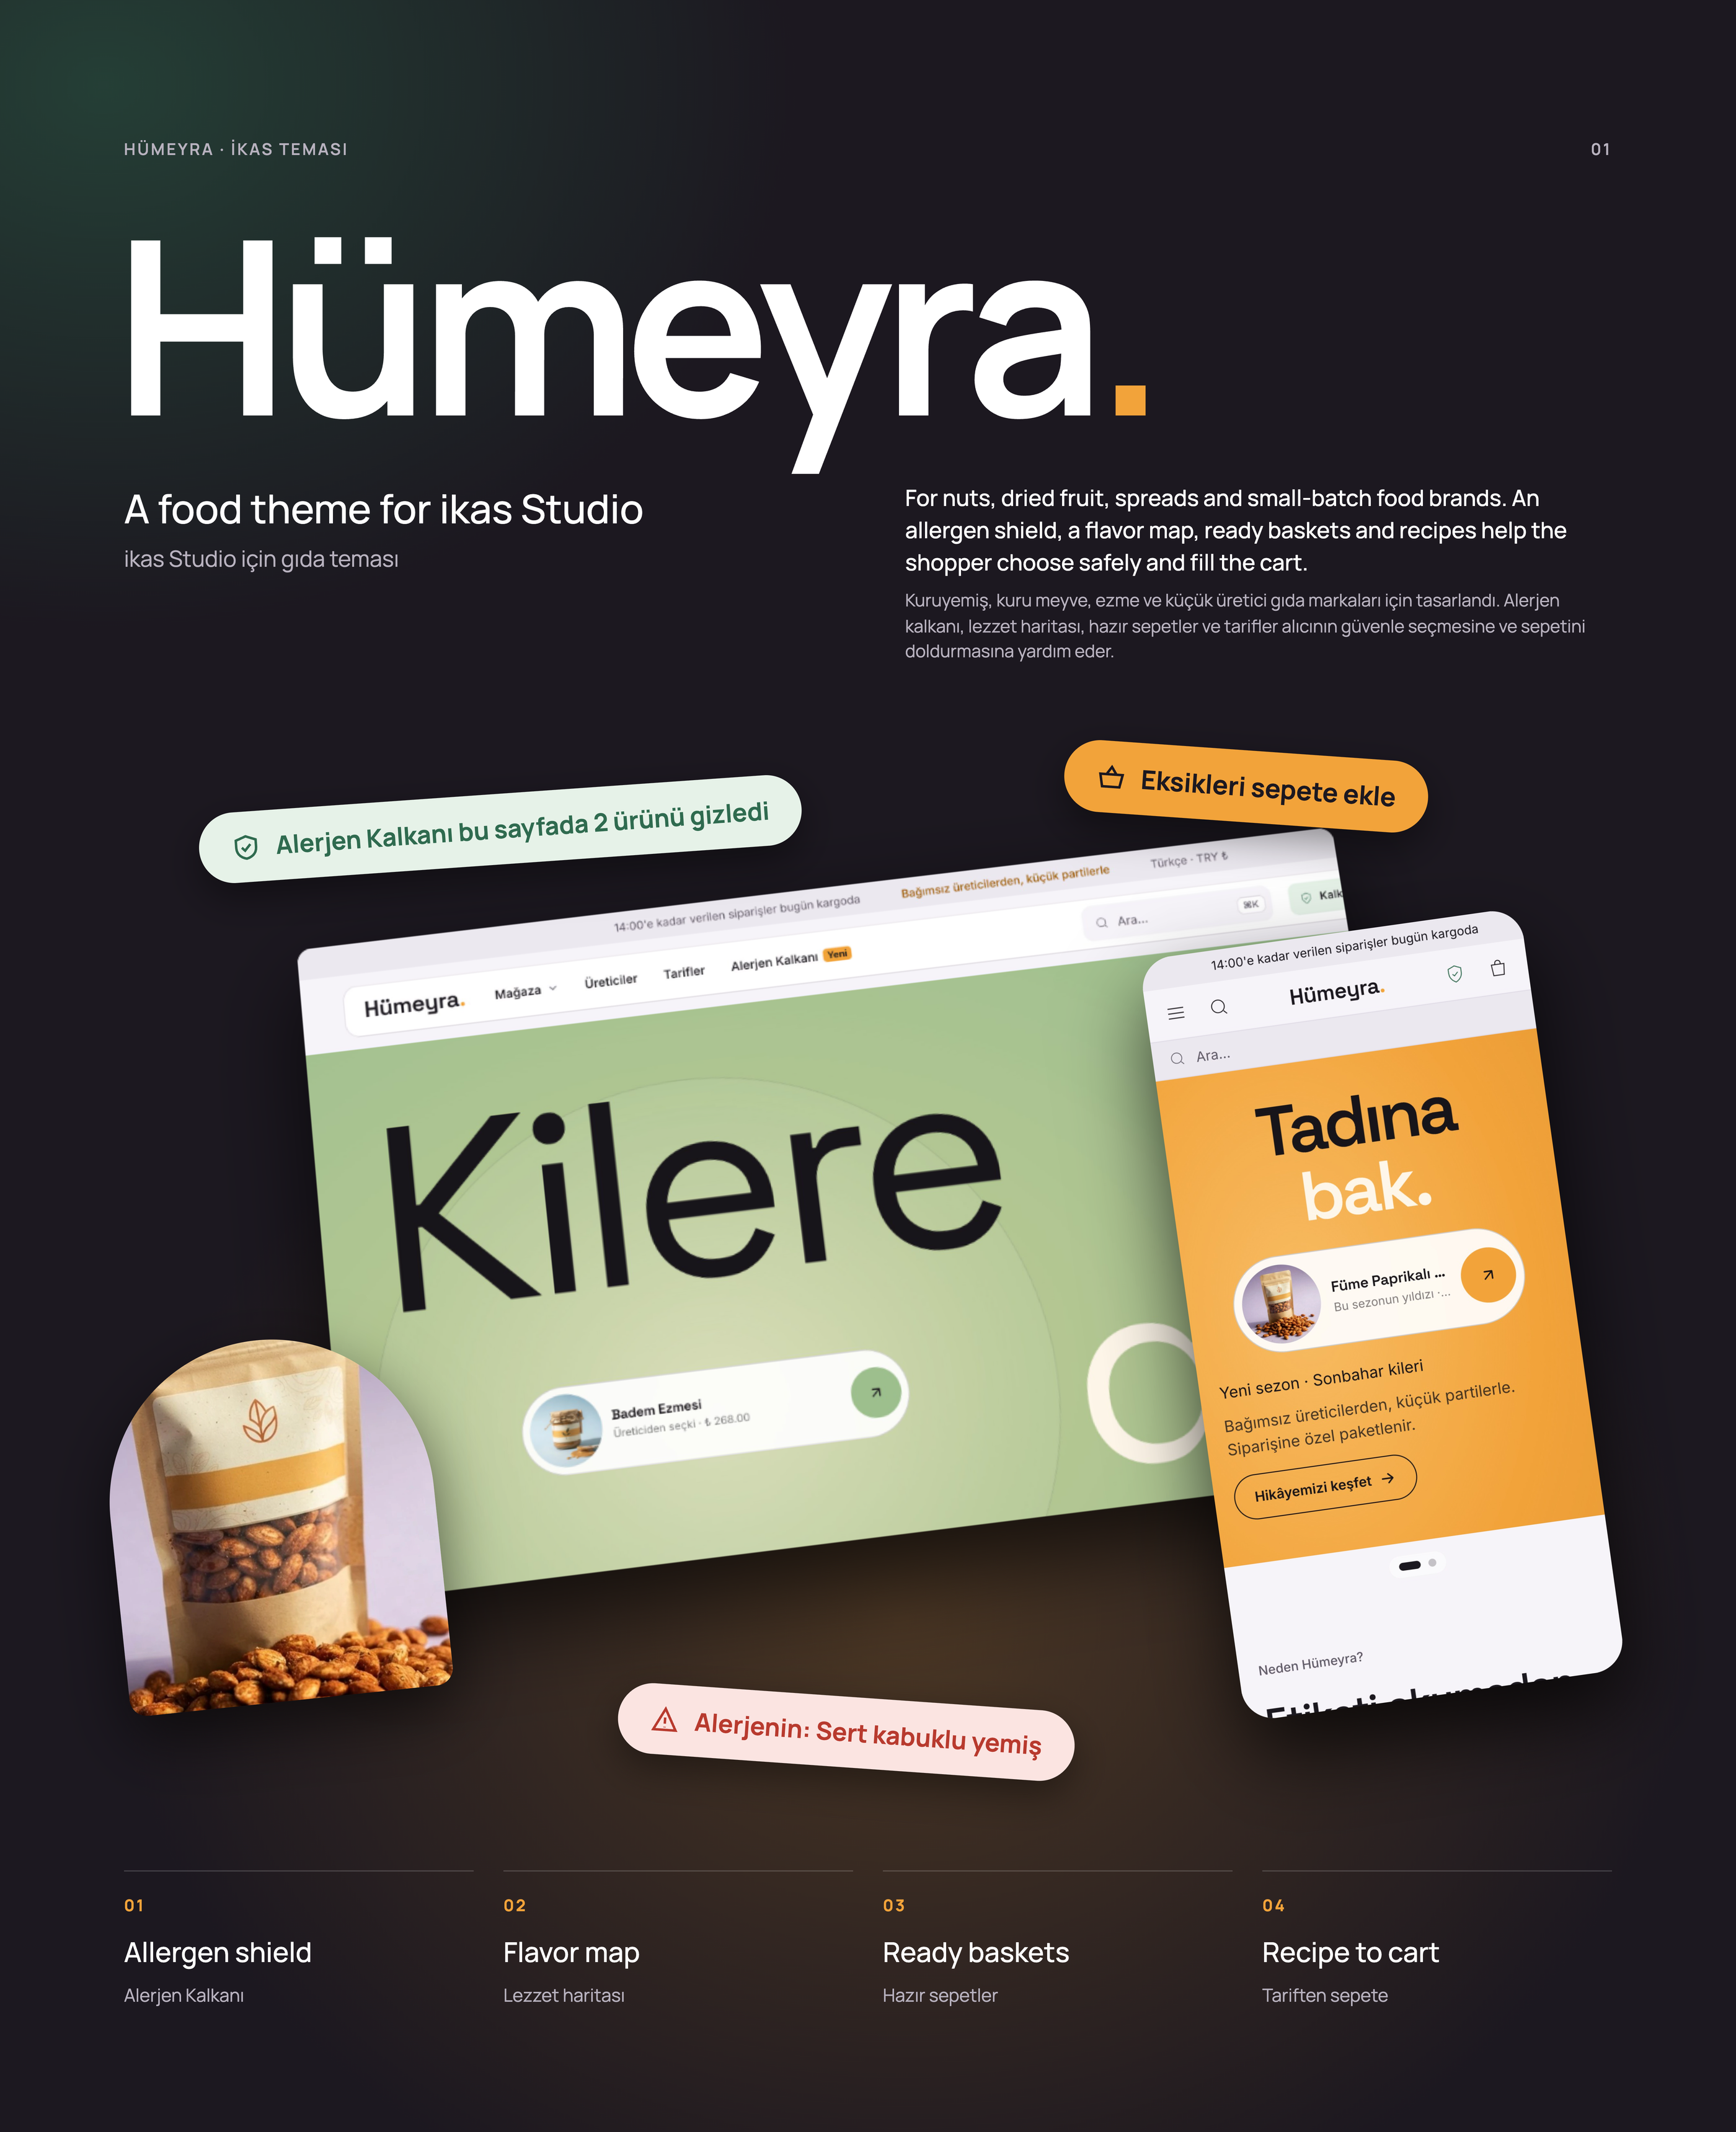 HÜMEYRA · İKAS TEMASI
01
Hümeyra.
A food theme for ikas Studio
ikas Studio için gıda teması
For nuts, dried fruit, spreads and small-batch food brands. An
allergen shield, a flavor map, ready baskets and recipes help the
shopper choose safely and fill the cart.
Kuruyemiş, kuru meyve, ezme ve küçük üretici gıda markaları için tasarlandı. Alerjen
kalkanı, lezzet haritası, hazır sepetler ve tarifler alıcının güvenle seçmesine ve sepetini
doldurmasına yardım eder.
Alerjen Kalkanı bu sayfada 2 ürünü gizledi
Eksikleri sepete ekle
14:00'e kadar verilen siparişler bugün kargoda
Bağımsız üreticilerden, küçük partilerle
Türkçe · TRY ₺
Hümeyra.
Mağaza
Üreticiler
Tarifler
Alerjen Kalkanı Yeni
Ara...
⌘K
Kalk
Kilere
Badem Ezmesi
Üreticiden seçki · ₺ 268.00
14:00'e kadar verilen siparişler bugün kargoda
Hümeyra.
Ara...
Tadına
bak.
Füme Paprikalı ...
Bu sezonun yıldızı ·...
Yeni sezon · Sonbahar kileri
Bağımsız üreticilerden, küçük partilerle.
Siparişine özel paketlenir.
Hikâyemizi keşfet →
Neden Hümeyra?
Alerjenin: Sert kabuklu yemiş
01
Allergen shield
Alerjen Kalkanı
02
Flavor map
Lezzet haritası
03
Ready baskets
Hazır sepetler
04
Recipe to cart
Tariften sepete